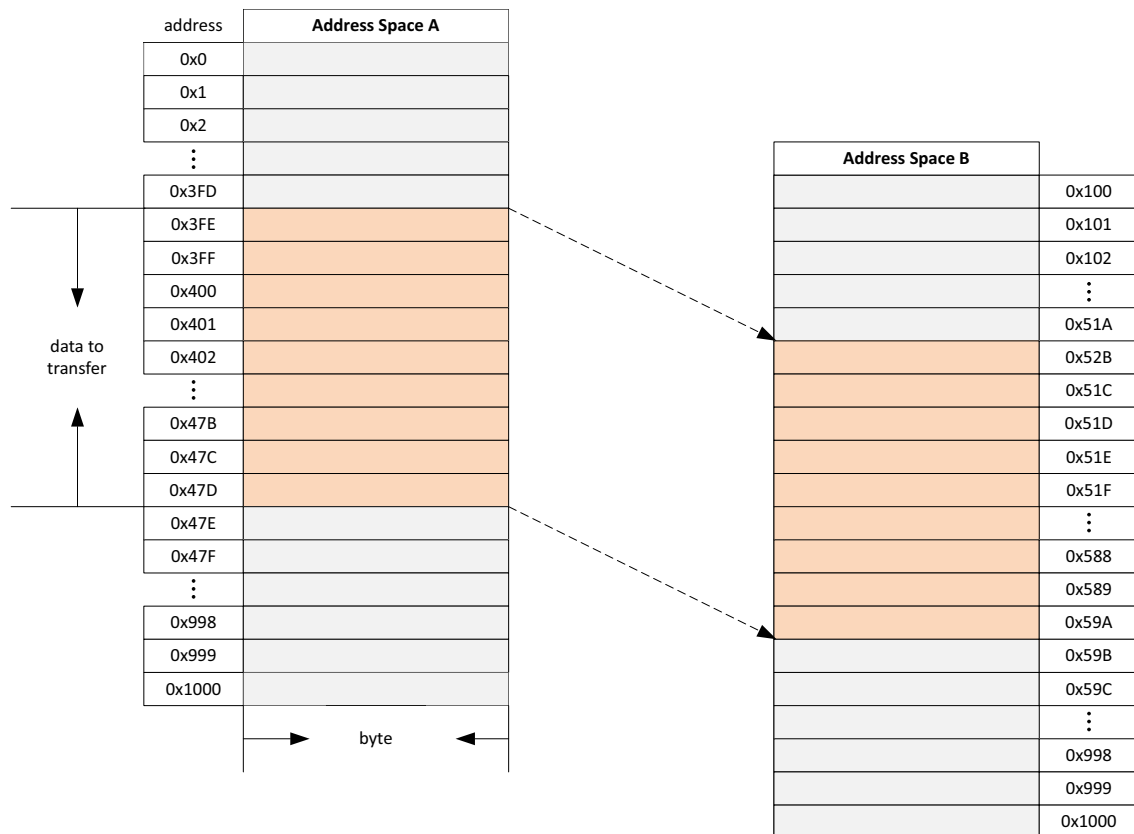 address
Address Space A
0x0
0x1
0x2
⋮
0x3FD
0x3FE
0x3FF
0x400
0x401
0x402
⋮
0x47B
0x47C
0x47D
0x47E
0x47F
⋮
0x998
0x999
0x1000
data to
transfer
byte
Address Space B
0x100
0x101
0x102
⋮
0x51A
0x52B
0x51C
0x51D
0x51E
0x51F
⋮
0x588
0x589
0x59A
0x59B
0x59C
⋮
0x998
0x999
0x1000